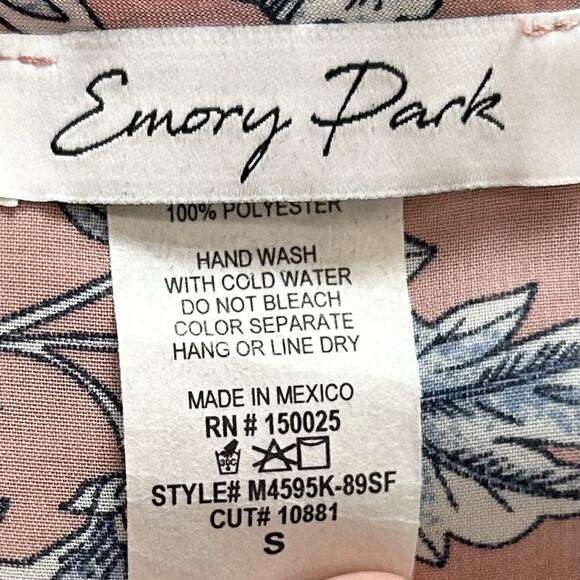 Emory Park
100% POLYESTER
HAND WASH
WITH COLD WATER
DO NOT BLEACH
COLOR SEPARATE
HANG OR LINE DRY
MADE IN MEXICO
RN # 150025
30C
STYLE# M4595K-89SF
CUT# 10881
S